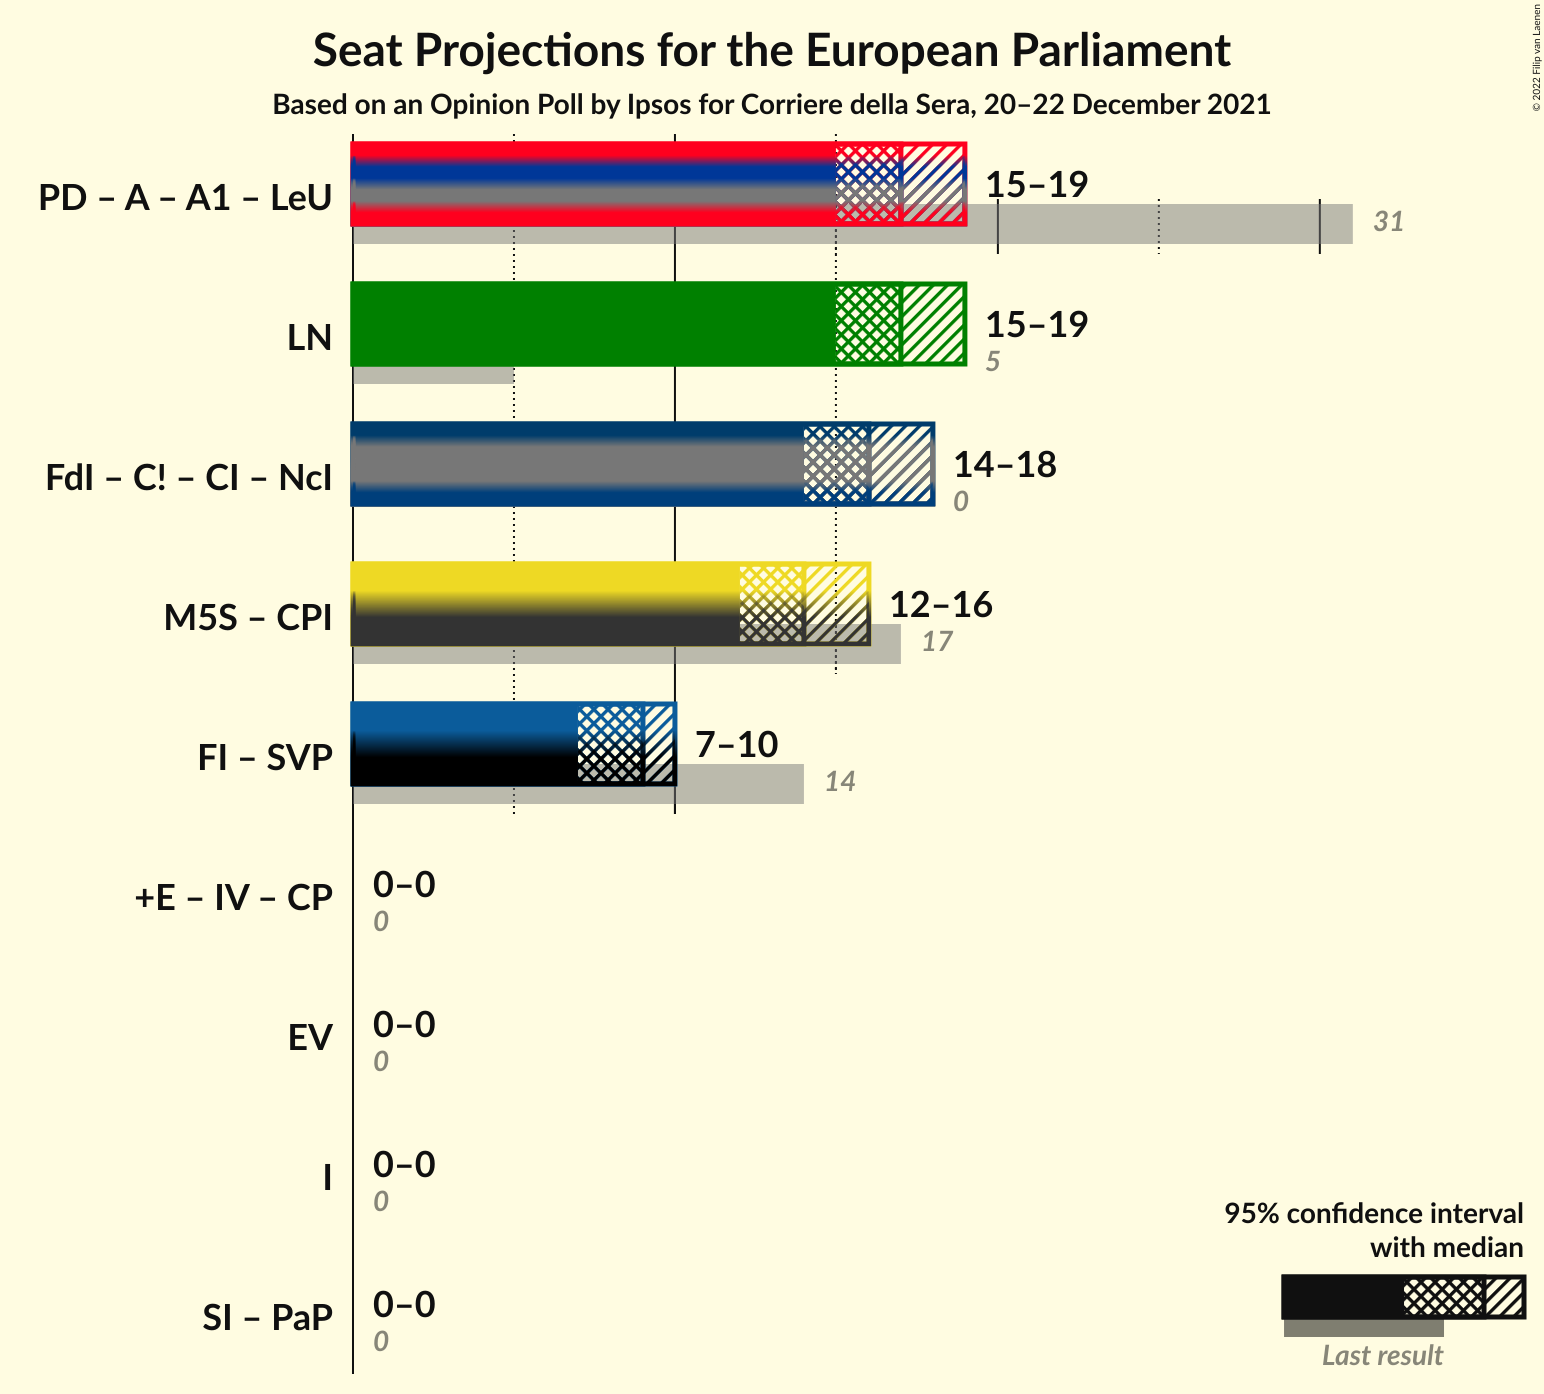 Seat Projections for the European Parliament
Based on an Opinion Poll by Ipsos for Corriere della Sera, 20–22 December 2021
© 2022 Filip van Laenen
PD – A – A1 – LeU
15–19
31
LN
15–19
5
FdI – C! – CI – NcI
14–18
0
M5S – CPI
12–16
17
FI – SVP
7–10
14
+E – IV – CP
0–0
0
EV
0–0
0
I
0–0
0
SI – PaP
0–0
0
95% confidence interval
with median
Last result